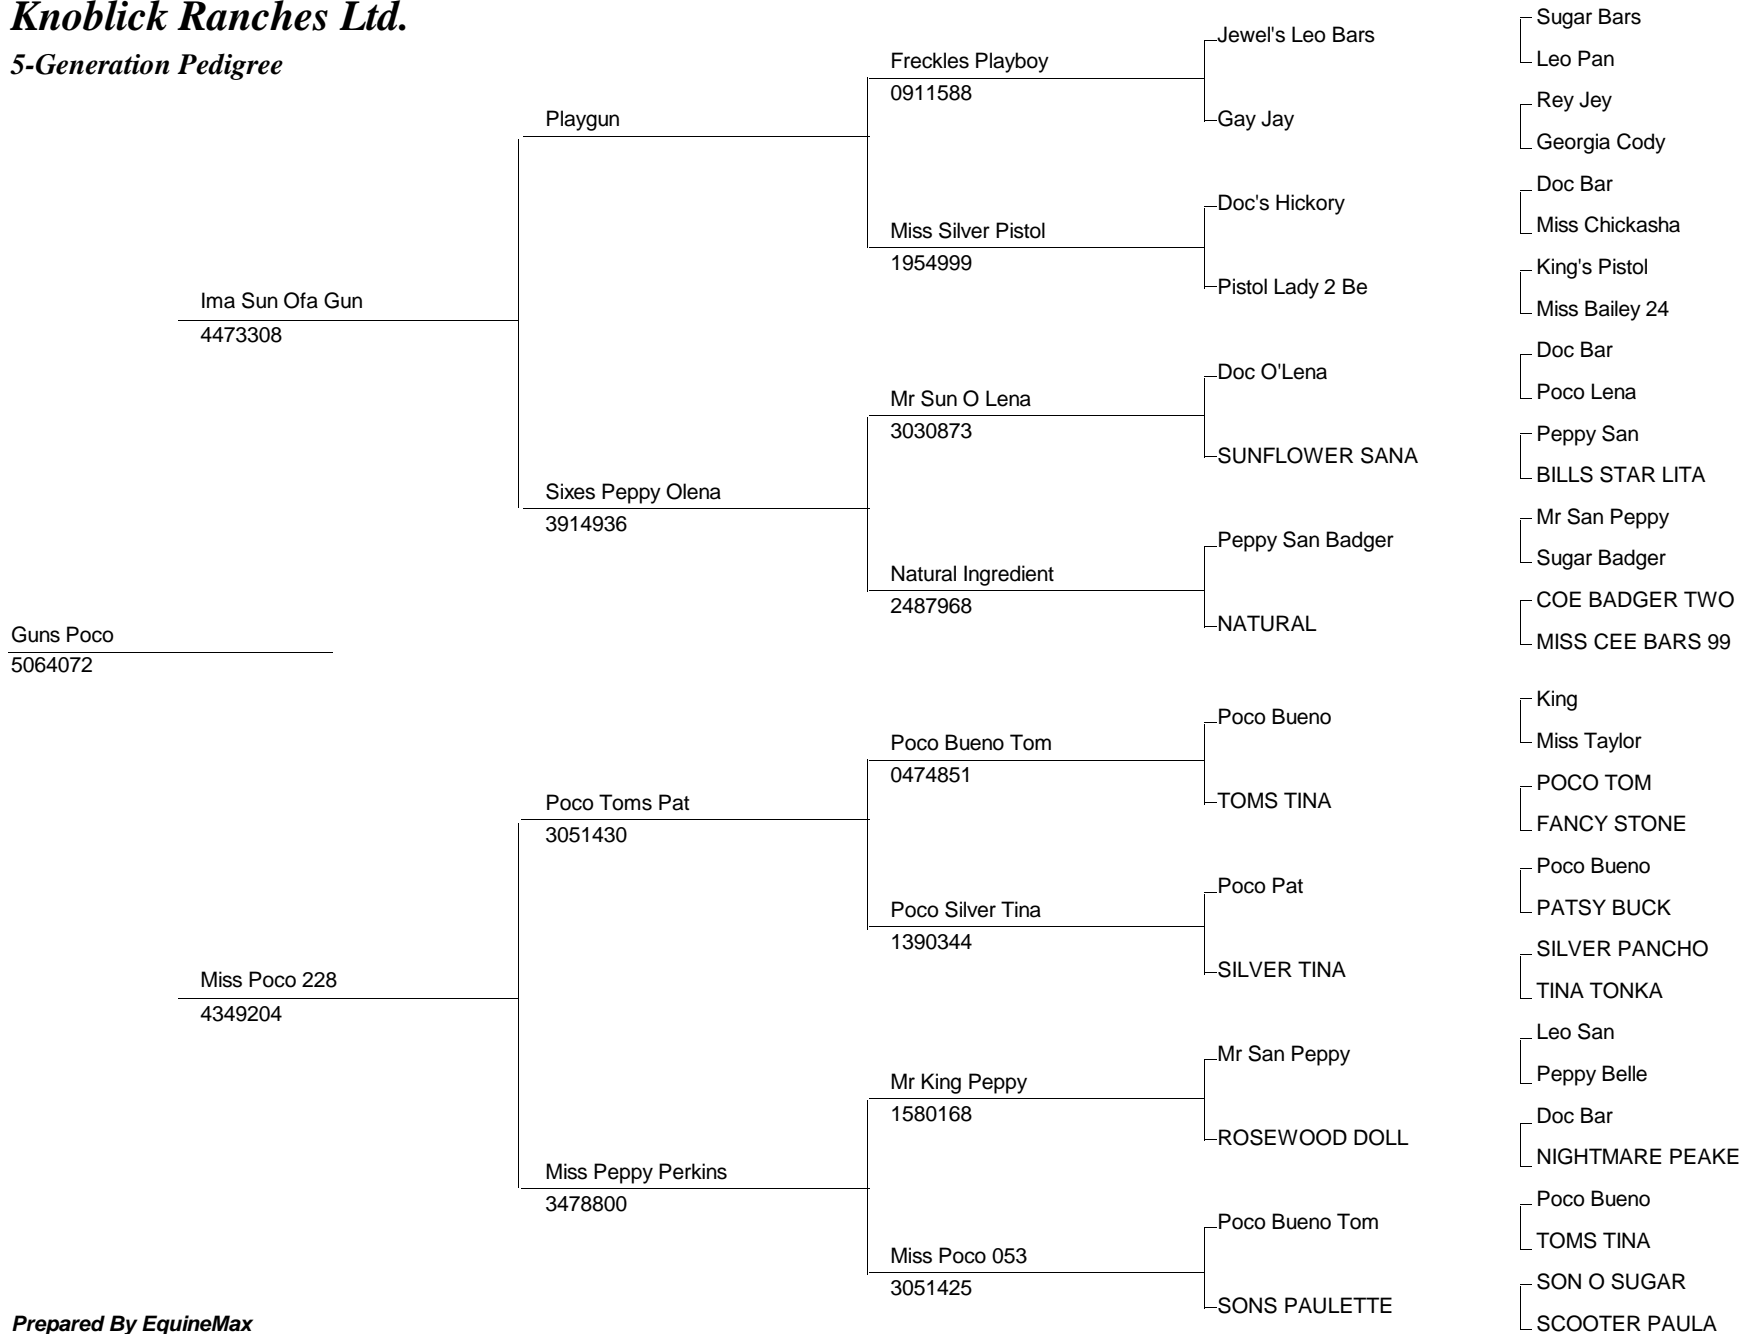 Knoblick Ranches Ltd.
5-Generation Pedigree
Guns Poco
5064072
Ima Sun Ofa Gun
4473308
Miss Poco 228
4349204
Playgun
Sixes Peppy Olena
3914936
Poco Toms Pat
3051430
Miss Peppy Perkins
3478800
Freckles Playboy
0911588
Miss Silver Pistol
1954999
Mr Sun O Lena
3030873
Natural Ingredient
2487968
Poco Bueno Tom
0474851
Poco Silver Tina
1390344
Mr King Peppy
1580168
Miss Poco 053
3051425
Jewel's Leo Bars
Gay Jay
Doc's Hickory
Pistol Lady 2 Be
Doc O'Lena
SUNFLOWER SANA
Peppy San Badger
NATURAL
Poco Bueno
TOMS TINA
Poco Pat
SILVER TINA
Mr San Peppy
ROSEWOOD DOLL
Poco Bueno Tom
SONS PAULETTE
Sugar Bars
Leo Pan
Rey Jey
Georgia Cody
Doc Bar
Miss Chickasha
King's Pistol
Miss Bailey 24
Doc Bar
Poco Lena
Peppy San
BILLS STAR LITA
Mr San Peppy
Sugar Badger
COE BADGER TWO
MISS CEE BARS 99
King
Miss Taylor
POCO TOM
FANCY STONE
Poco Bueno
PATSY BUCK
SILVER PANCHO
TINA TONKA
Leo San
Peppy Belle
Doc Bar
NIGHTMARE PEAKE
Poco Bueno
TOMS TINA
SON O SUGAR
SCOOTER PAULA
Prepared By EquineMax